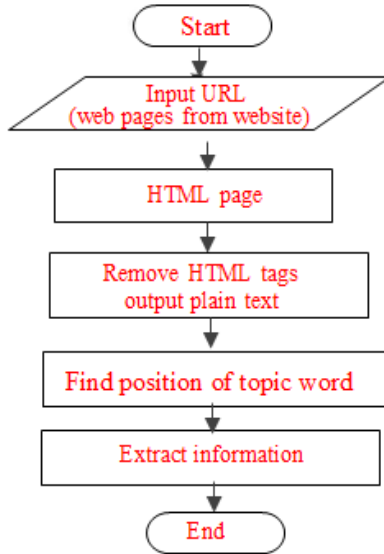 Start
Input URL
(web pages from website)
HTML page
Remove HTML tags
output plain text
Find position of topic word
Extract information
End